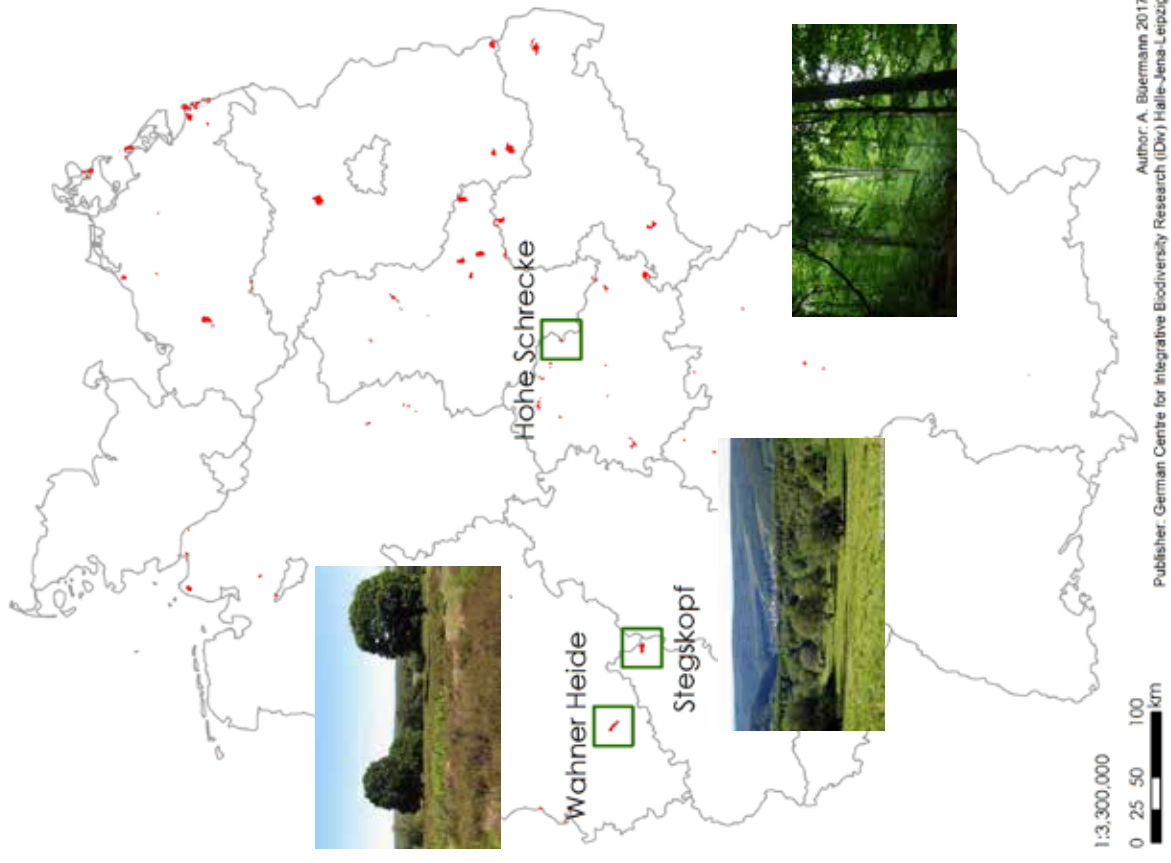 Hohe Schrecke
Wahner Heide
Stegskopf
1:3,300,000
0 25 50 100
km
Author: A. Büermann 2017
Publisher: German Centre for Integrative Biodiversity Research (iDiv) Halle-Jena-Leipzig